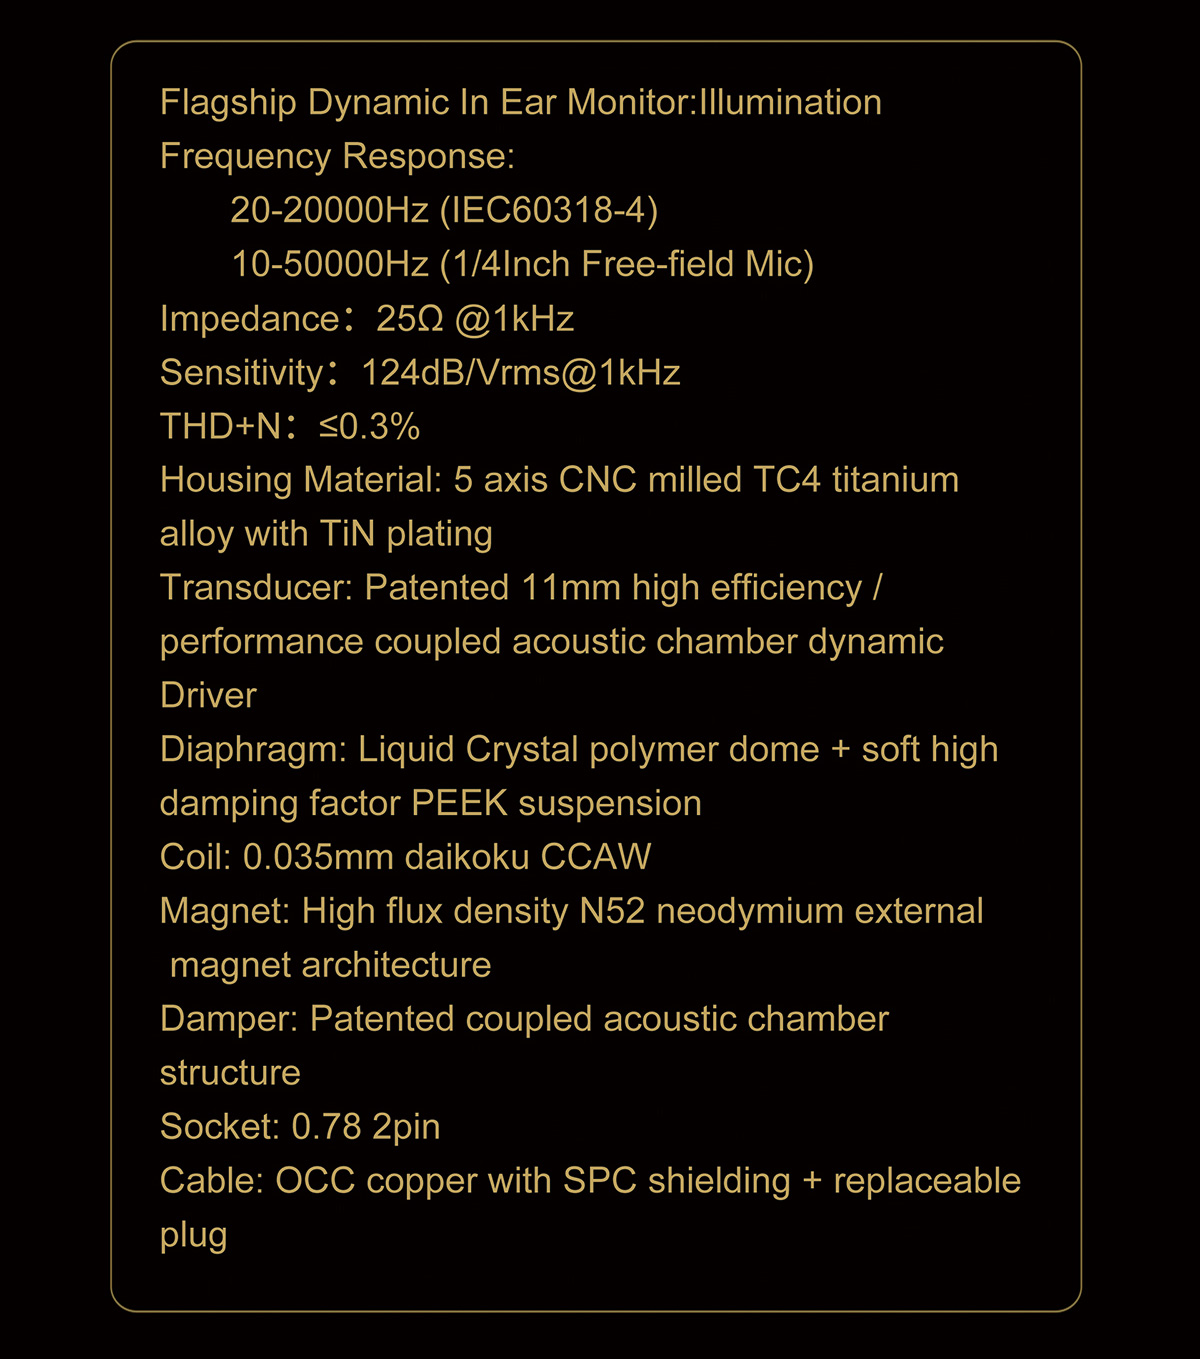 Flagship Dynamic In Ear Monitor:Illumination
Frequency Response:
20-20000Hz (IEC60318-4)
10-50000Hz (1/4Inch Free-field Mic)
Impedance：25Ω @1kHz
Sensitivity：124dB/Vrms@1kHz
THD+N：≤0.3%
Housing Material: 5 axis CNC milled TC4 titanium
alloy with TiN plating
Transducer: Patented 11mm high efficiency /
performance coupled acoustic chamber dynamic
Driver
Diaphragm: Liquid Crystal polymer dome + soft high
damping factor PEEK suspension
Coil: 0.035mm daikoku CCAW
Magnet: High flux density N52 neodymium external
magnet architecture
Damper: Patented coupled acoustic chamber
structure
Socket: 0.78 2pin
Cable: OCC copper with SPC shielding + replaceable
plug